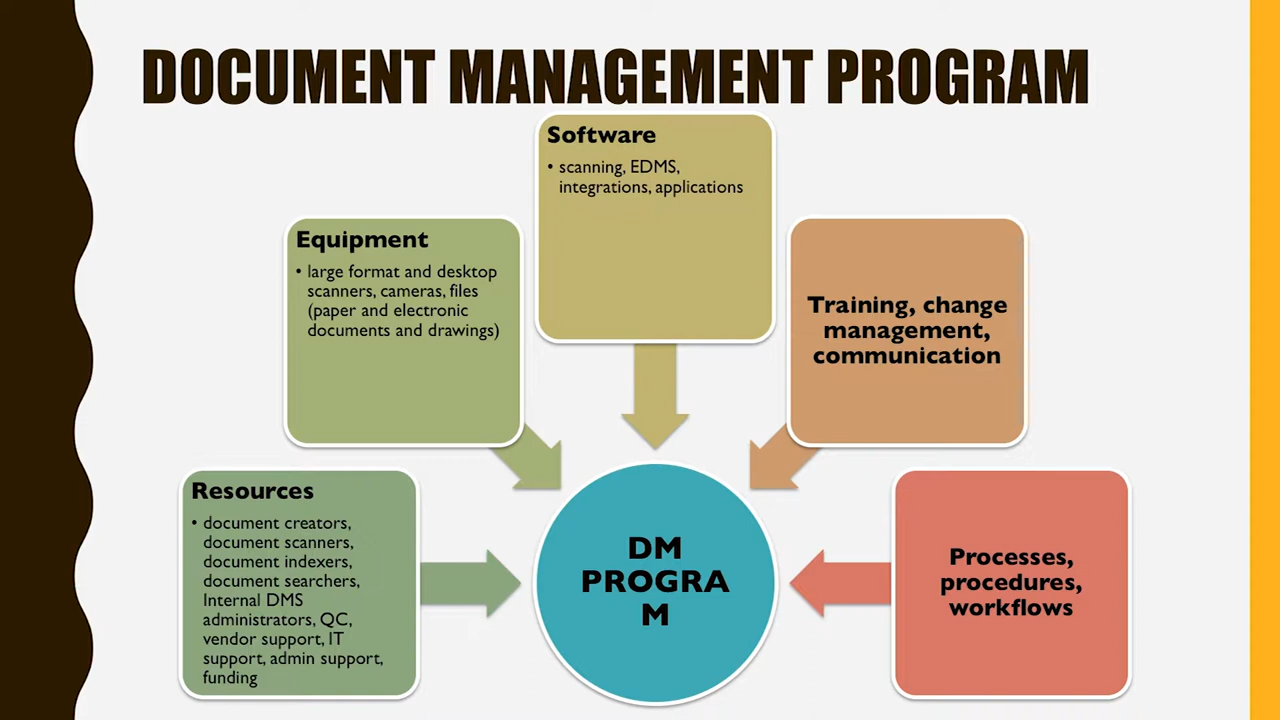 DOCUMENT MANAGEMENT PROGRAM
Software
• scanning, EDMS,
integrations, applications
Equipment
• large format and desktop
scanners, cameras, files
(paper and electronic
documents and drawings)
Training, change
management,
communication
Resources
• document creators,
document scanners,
document indexers,
document searchers,
Internal DMS
administrators, QC,
vendor support, IT
support, admin support,
funding
DM
PROGRA
M
Processes,
procedures,
workflows